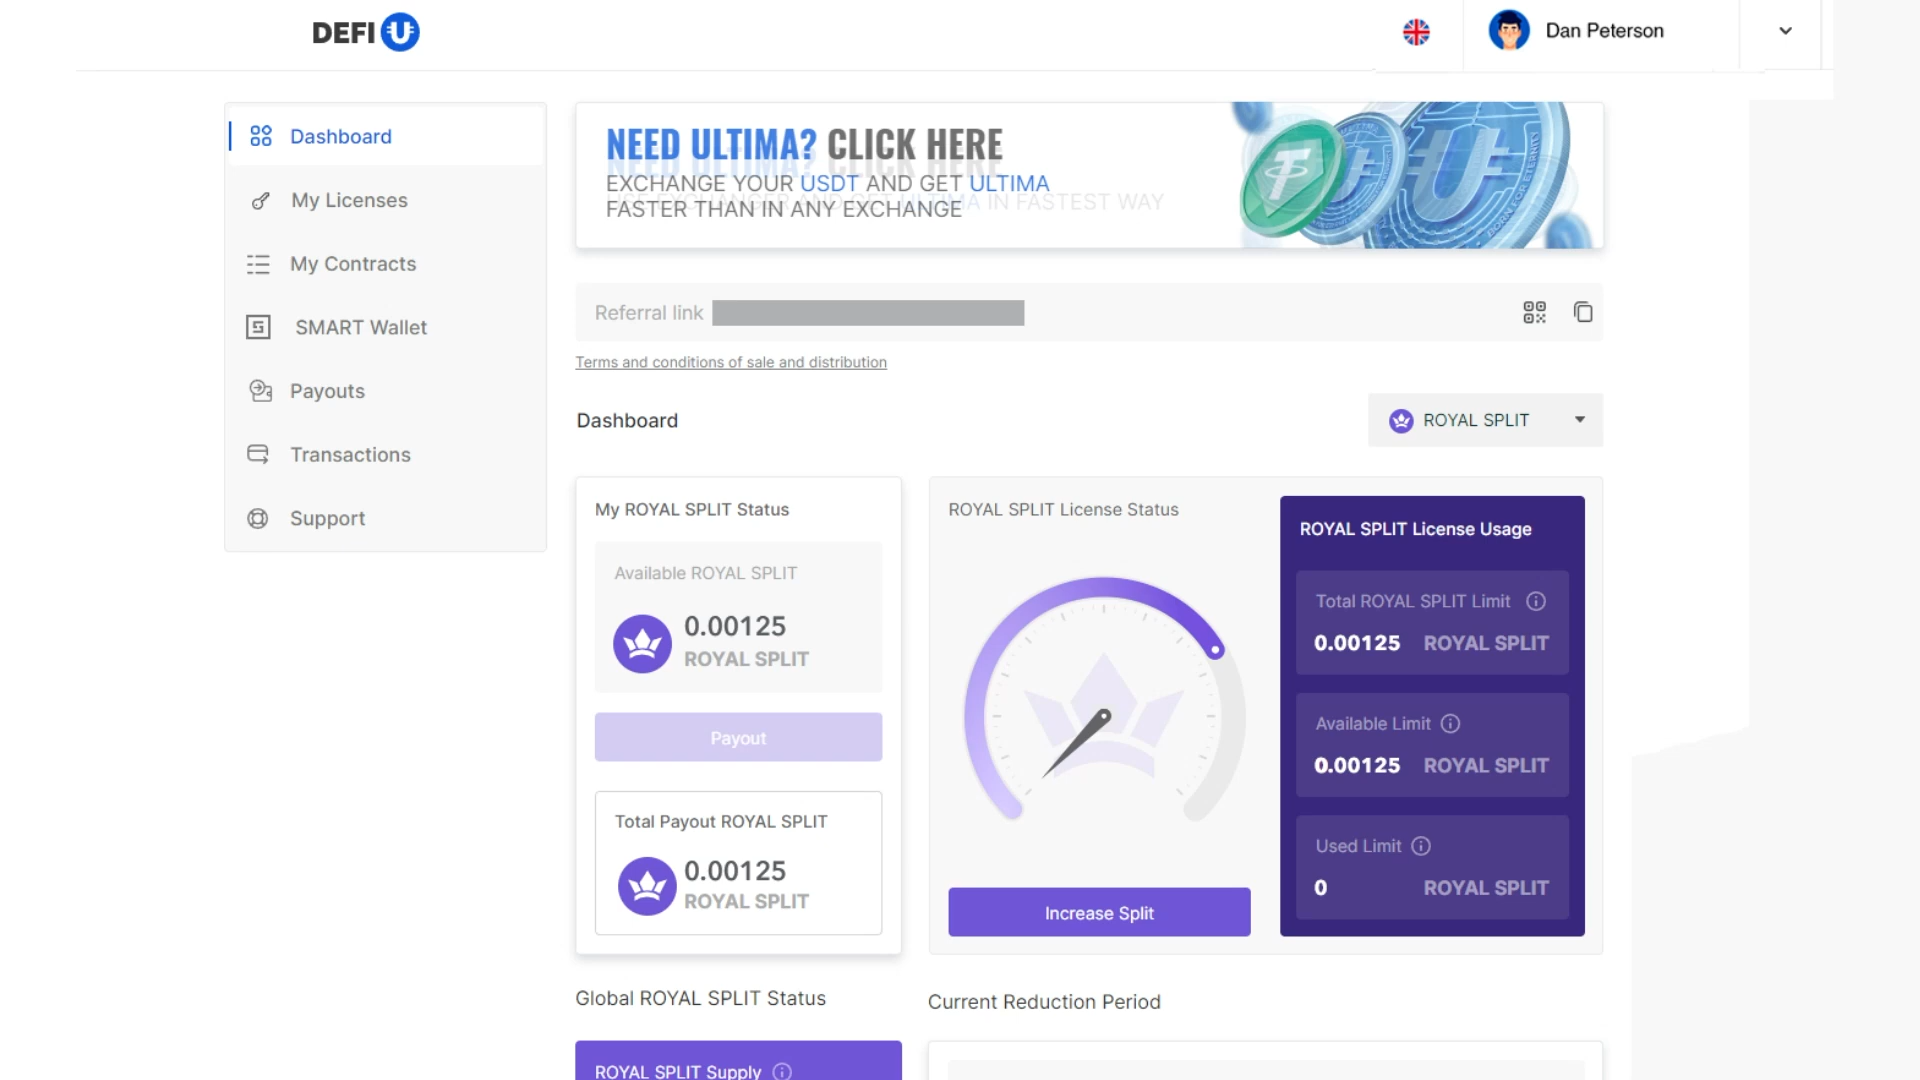 DEFI U
Dan Peterson
Dashboard
My Licenses
My Contracts
SMART Wallet
Payouts
Transactions
Support
NEED ULTIMA? CLICK HERE
EXCHANGE YOUR USDT AND GET ULTIMA
FASTER THAN IN ANY EXCHANGE
Referral link
Terms and conditions of sale and distribution
Dashboard
ROYAL SPLIT
My ROYAL SPLIT Status
Available ROYAL SPLIT
0.00125
ROYAL SPLIT
Payout
Total Payout ROYAL SPLIT
0.00125
ROYAL SPLIT
ROYAL SPLIT License Status
Increase Split
ROYAL SPLIT License Usage
Total ROYAL SPLIT Limit
0.00125 ROYAL SPLIT
Available Limit
0.00125 ROYAL SPLIT
Used Limit
0 ROYAL SPLIT
Global ROYAL SPLIT Status
Current Reduction Period
ROYAL SPLIT Supply